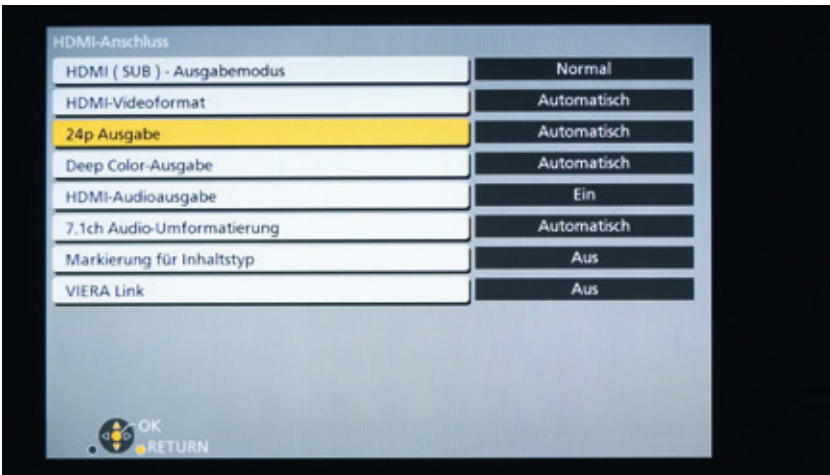 HDMI-Anschluss
HDMI ( SUB ) - Ausgabemodus Normal
HDMI-Videoformat Automatisch
24p Ausgabe Automatisch
Deep Color-Ausgabe Automatisch
HDMI-Audioausgabe Ein
7.1ch Audio-Umformatierung Automatisch
Markierung für Inhaltstyp Aus
VIERA Link Aus
OK
RETURN